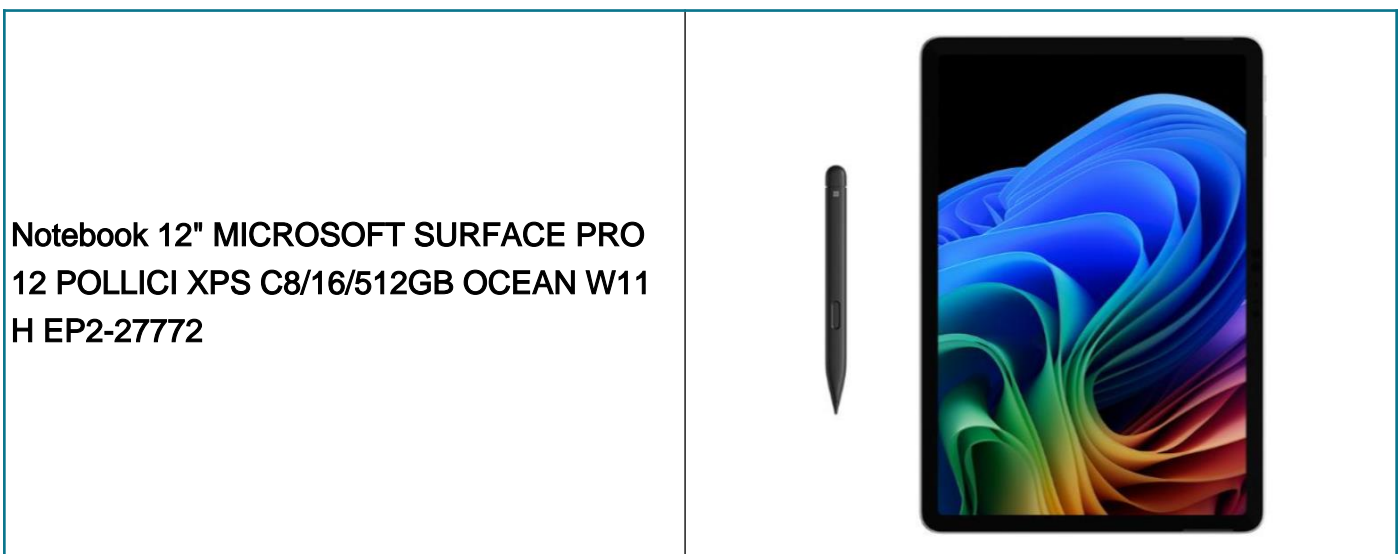 Notebook 12" MICROSOFT SURFACE PRO
12 POLLICI XPS C8/16/512GB OCEAN W11
H EP2-27772